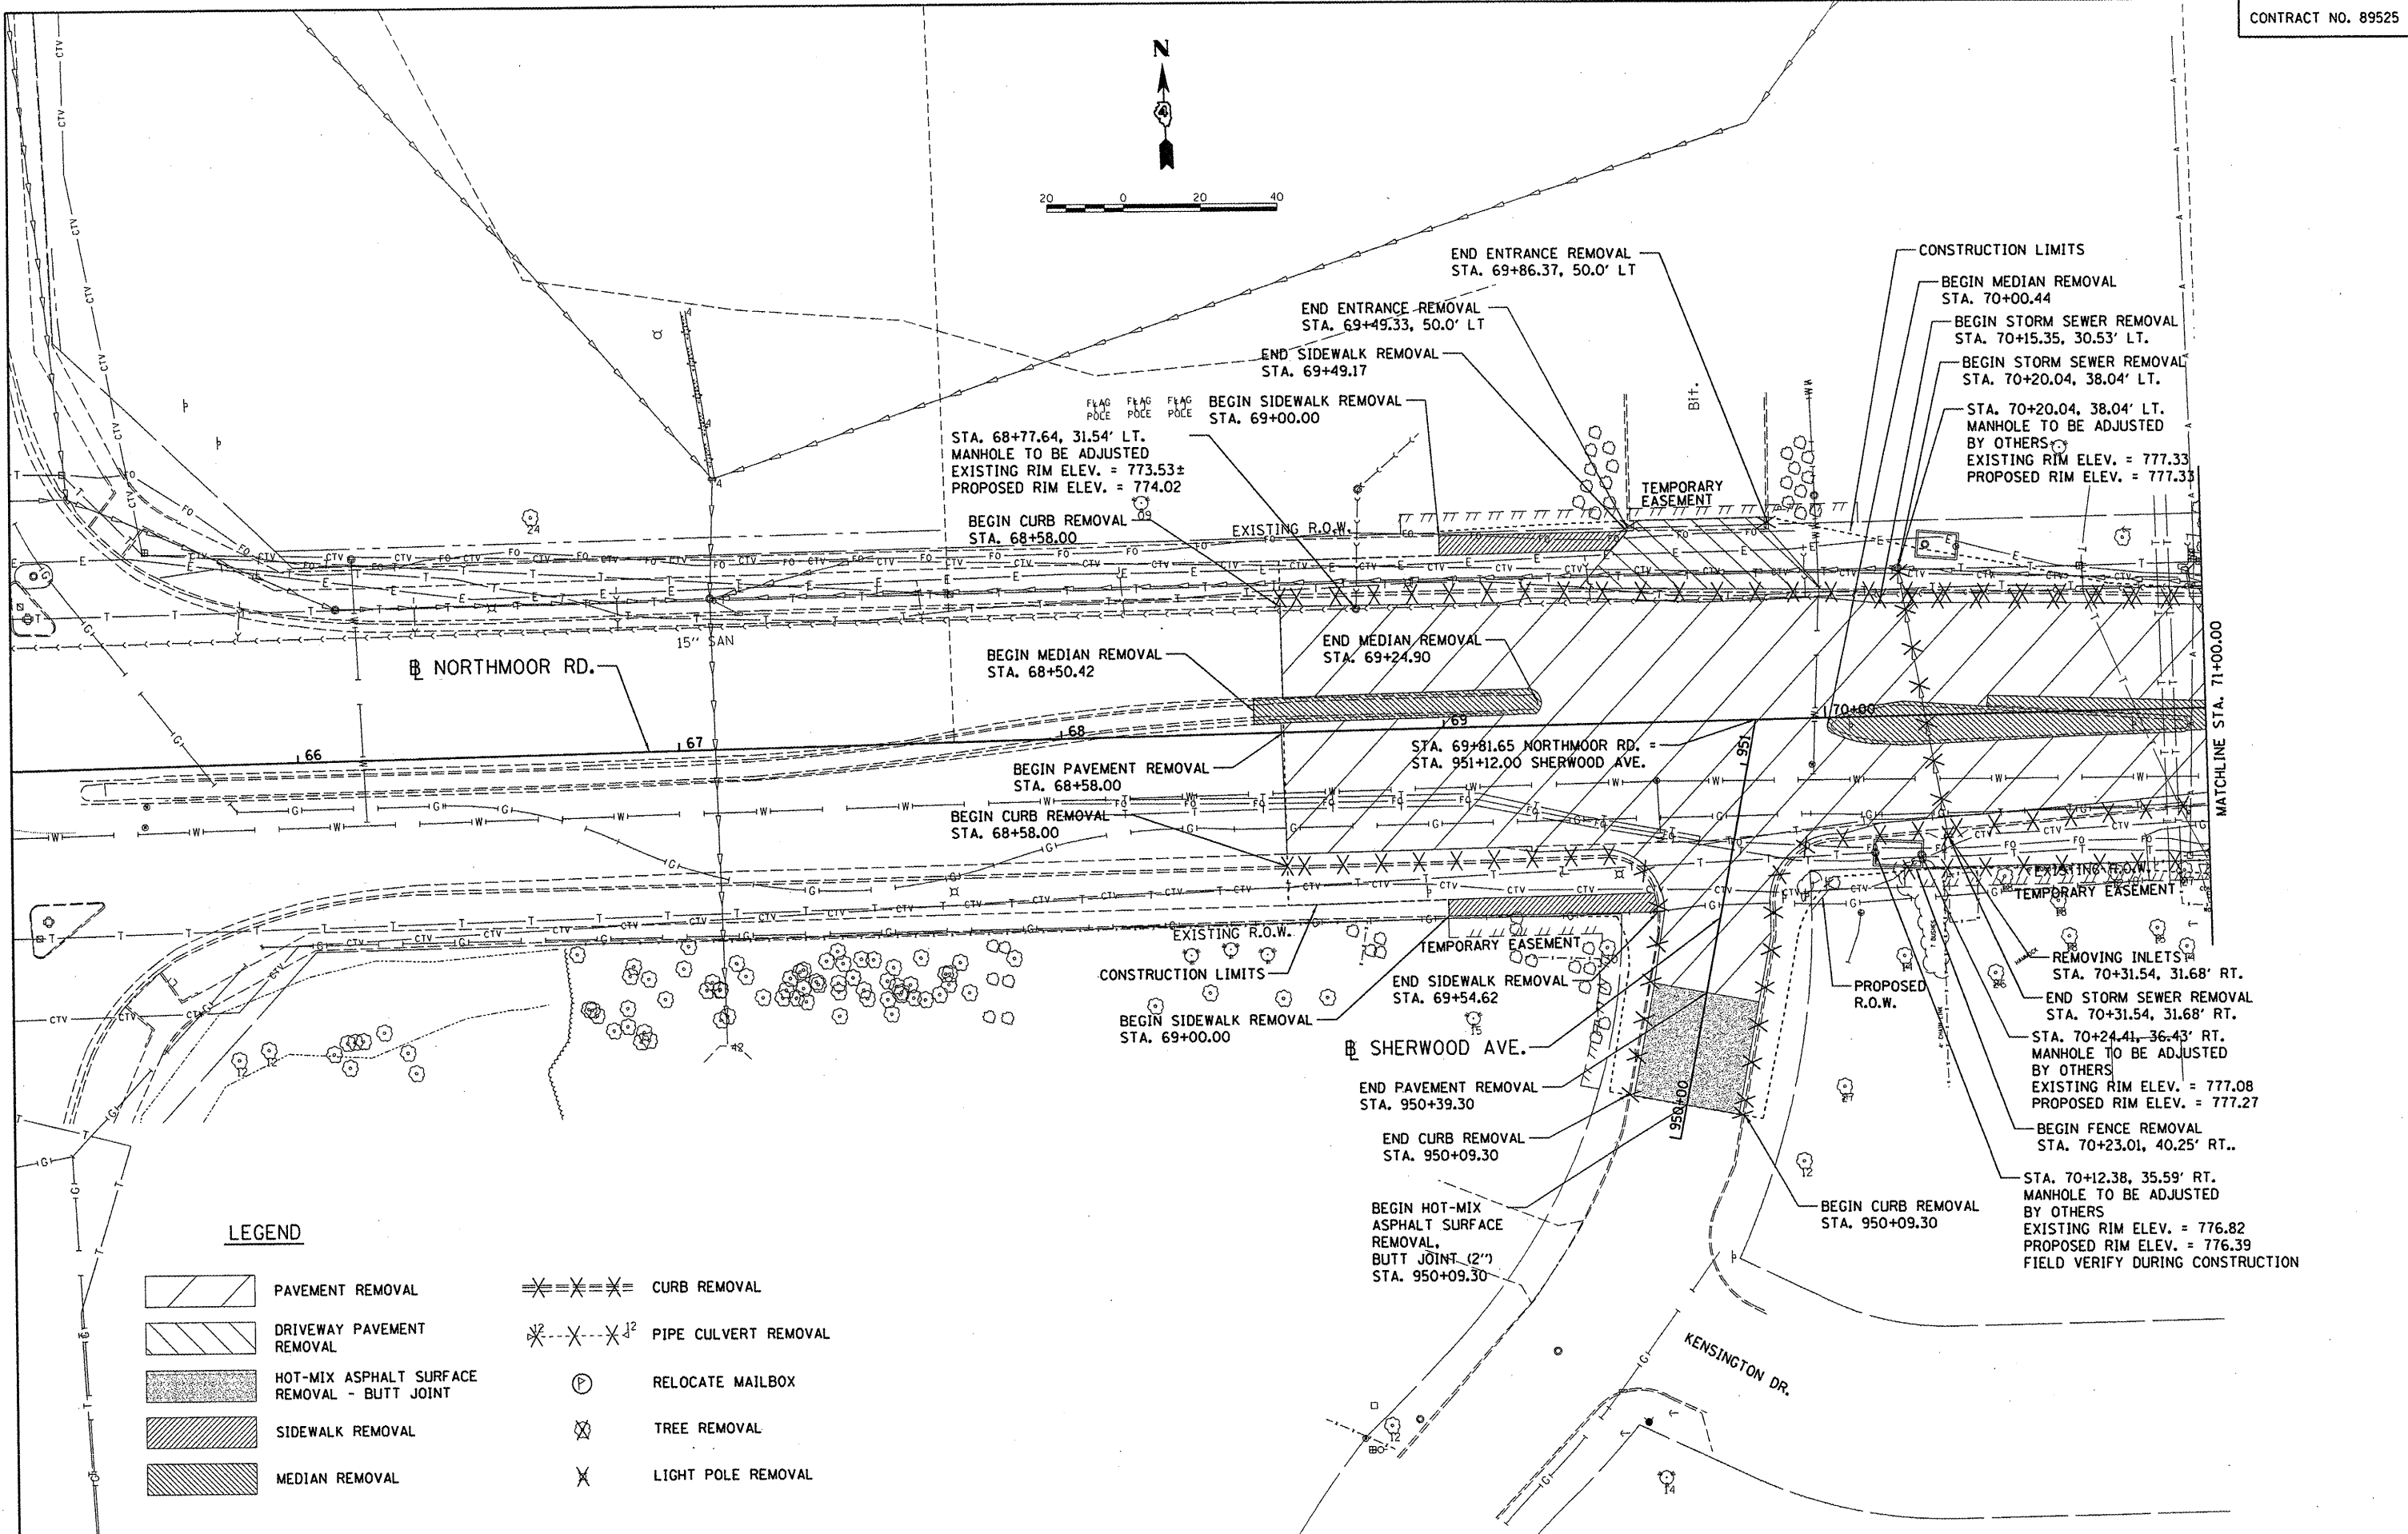 CONTRACT NO. 89525
N
4
20 0 20 40
END ENTRANCE REMOVAL
STA. 69+86.37, 50.0' LT
END ENTRANCE REMOVAL
STA. 69+49.33, 50.0' LT
END SIDEWALK REMOVAL
STA. 69+49.17
FLAG POLE
FLAG POLE
FLAG POLE
BEGIN SIDEWALK REMOVAL
STA. 69+00.00
STA. 68+77.64, 31.54' LT.
MANHOLE TO BE ADJUSTED
EXISTING RIM ELEV. = 773.53±
PROPOSED RIM ELEV. = 774.02
BEGIN CURB REMOVAL
STA. 68+58.00
EXISTING R.O.W.
TEMPORARY
EASEMENT
Bit.
CONSTRUCTION LIMITS
BEGIN MEDIAN REMOVAL
STA. 70+00.44
BEGIN STORM SEWER REMOVAL
STA. 70+15.35, 30.53' LT.
BEGIN STORM SEWER REMOVAL
STA. 70+20.04, 38.04' LT.
STA. 70+20.04, 38.04' LT.
MANHOLE TO BE ADJUSTED
BY OTHERS
EXISTING RIM ELEV. = 777.33
PROPOSED RIM ELEV. = 777.33
24
09
15" SAN
℄ NORTHMOOR RD.
BEGIN MEDIAN REMOVAL
STA. 68+50.42
END MEDIAN REMOVAL
STA. 69+24.90
66
67
68
69
70+00
951
MATCHLINE STA. 71+00.00
STA. 69+81.65 NORTHMOOR RD. =
STA. 951+12.00 SHERWOOD AVE.
BEGIN PAVEMENT REMOVAL
STA. 68+58.00
BEGIN CURB REMOVAL
STA. 68+58.00
EXISTING R.O.W.
TEMPORARY EASEMENT
EXISTING R.O.W.
TEMPORARY EASEMENT
CONSTRUCTION LIMITS
END SIDEWALK REMOVAL
STA. 69+54.62
BEGIN SIDEWALK REMOVAL
STA. 69+00.00
15
℄ SHERWOOD AVE.
END PAVEMENT REMOVAL
STA. 950+39.30
END CURB REMOVAL
STA. 950+09.30
950+00
BEGIN HOT-MIX
ASPHALT SURFACE
REMOVAL,
BUTT JOINT (2")
STA. 950+09.30
BEGIN CURB REMOVAL
STA. 950+09.30
PROPOSED
R.O.W.
REMOVING INLETS
STA. 70+31.54, 31.68' RT.
END STORM SEWER REMOVAL
STA. 70+31.54, 31.68' RT.
STA. 70+24.41, 36.43' RT.
MANHOLE TO BE ADJUSTED
BY OTHERS
EXISTING RIM ELEV. = 777.08
PROPOSED RIM ELEV. = 777.27
BEGIN FENCE REMOVAL
STA. 70+23.01, 40.25' RT..
STA. 70+12.38, 35.59' RT.
MANHOLE TO BE ADJUSTED
BY OTHERS
EXISTING RIM ELEV. = 776.82
PROPOSED RIM ELEV. = 776.39
FIELD VERIFY DURING CONSTRUCTION
KENSINGTON DR.
12
12
12
12
14
LEGEND
PAVEMENT REMOVAL
DRIVEWAY PAVEMENT
REMOVAL
HOT-MIX ASPHALT SURFACE
REMOVAL - BUTT JOINT
SIDEWALK REMOVAL
MEDIAN REMOVAL
CURB REMOVAL
12 12 PIPE CULVERT REMOVAL
P RELOCATE MAILBOX
TREE REMOVAL
LIGHT POLE REMOVAL